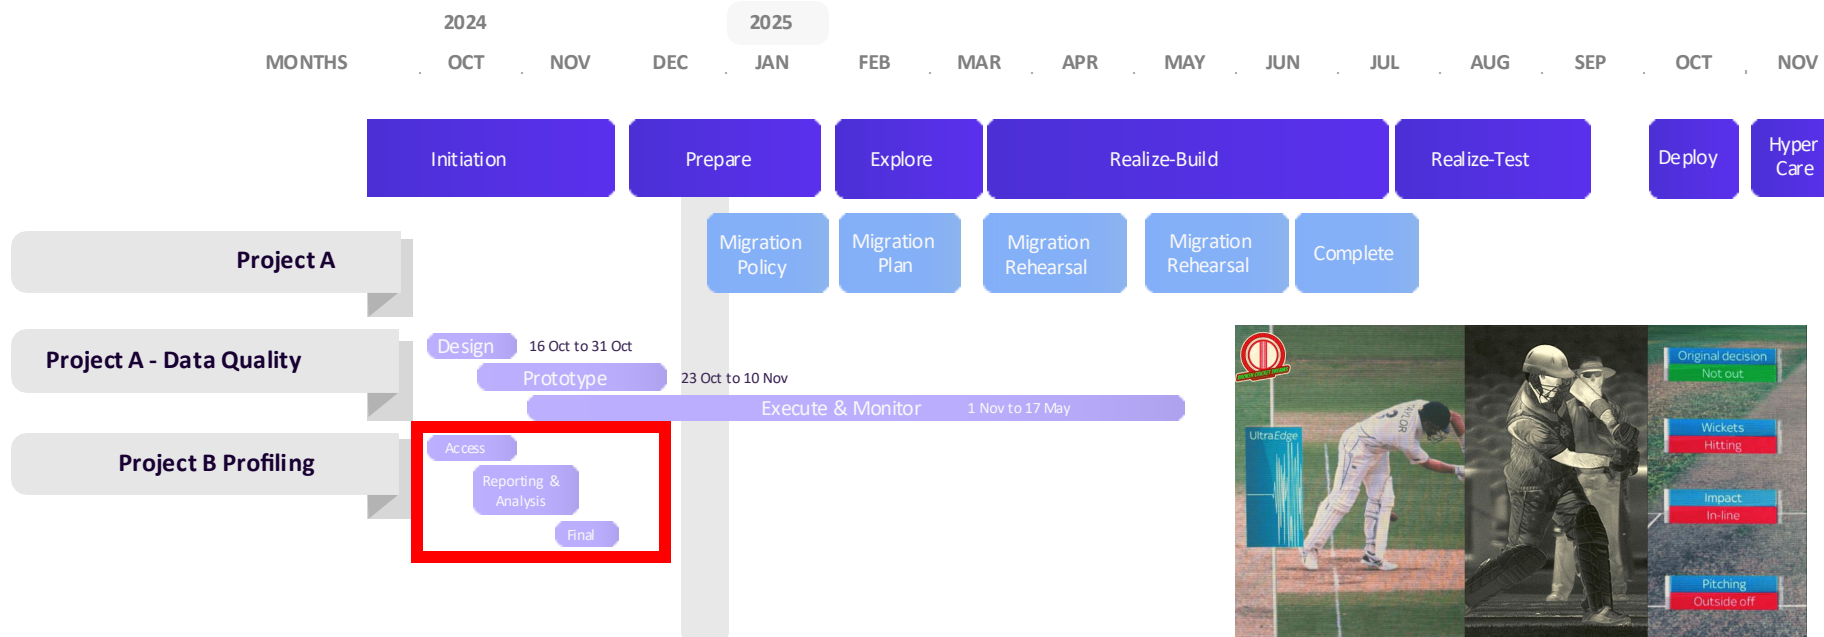 2024
2025
MONTHS
OCT
NOV
DEC
JAN
FEB
MAR
APR
MAY
JUN
JUL
AUG
SEP
OCT
NOV
Initiation
Prepare
Explore
Realize-Build
Realize-Test
Deploy
Hyper
Care
Project A
Migration
Policy
Migration
Plan
Migration
Rehearsal
Migration
Rehearsal
Complete
Project A - Data Quality
Design
16 Oct to 31 Oct
Prototype
23 Oct to 10 Nov
Execute & Monitor
1 Nov to 17 May
Project B Profiling
Access
Reporting &
Analysis
Final
UltraEdge
TAYLOR
Original decision
Not out
Wickets
Hitting
Impact
In-line
Pitching
Outside off